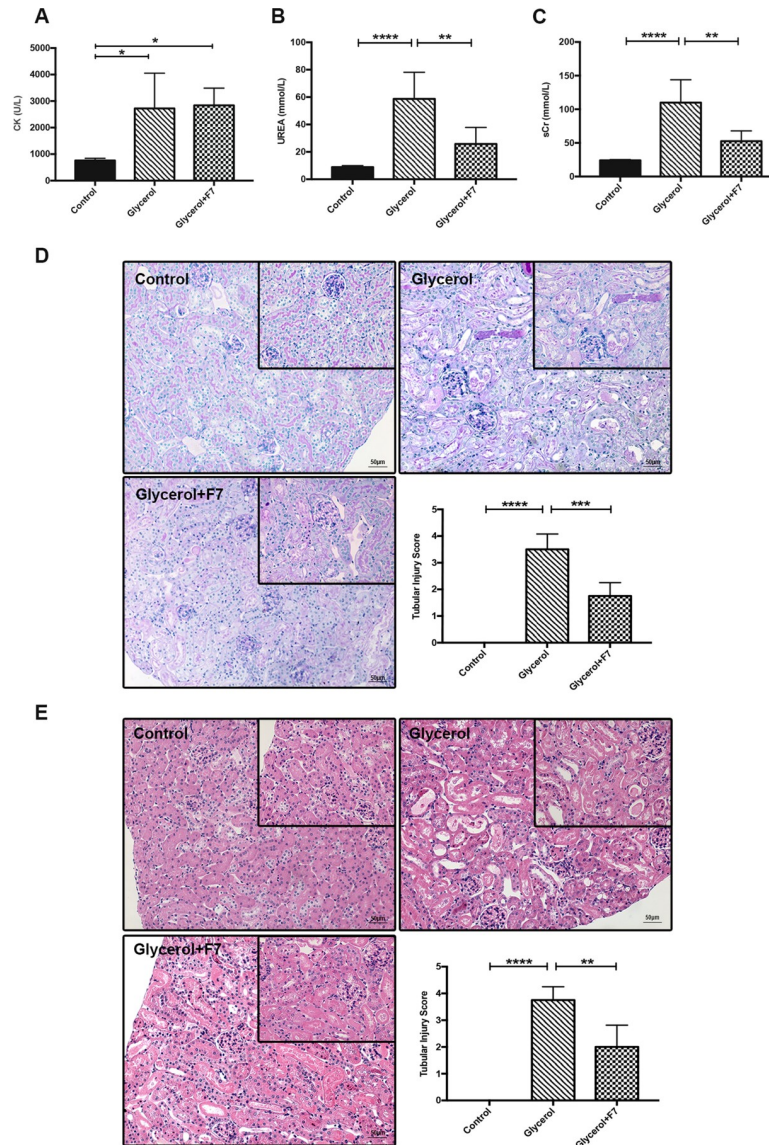 A
B
C
*
*
CK (U/L)
5000
4000
3000
2000
1000
0
Control
Glycerol
Glycerol+F7
****
**
UREA (mmol/L)
100
80
60
40
20
0
Control
Glycerol
Glycerol+F7
****
**
sCr (mmol/L)
200
150
100
50
0
Control
Glycerol
Glycerol+F7
D
Control
50μm
Glycerol
50μm
Glycerol+F7
50μm
****
***
Tubular Injury Score
5
4
3
2
1
0
Control
Glycerol
Glycerol+F7
E
Control
50μm
Glycerol
50μm
Glycerol+F7
50μm
****
**
Tubular Injury Score
5
4
3
2
1
0
Control
Glycerol
Glycerol+F7